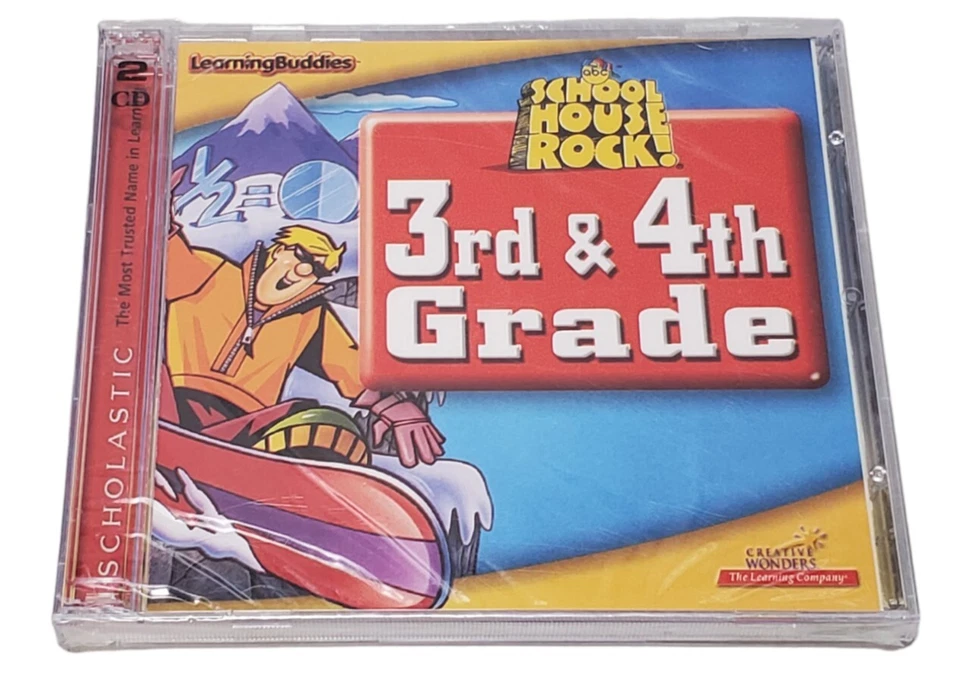 LearningBuddies
2
CD
SCHOLASTIC The Most Trusted Name in Learn
abc
SCHOOL
HOUSE
ROCK!
3rd & 4th
Grade
CREATIVE
WONDERS
The Learning Company